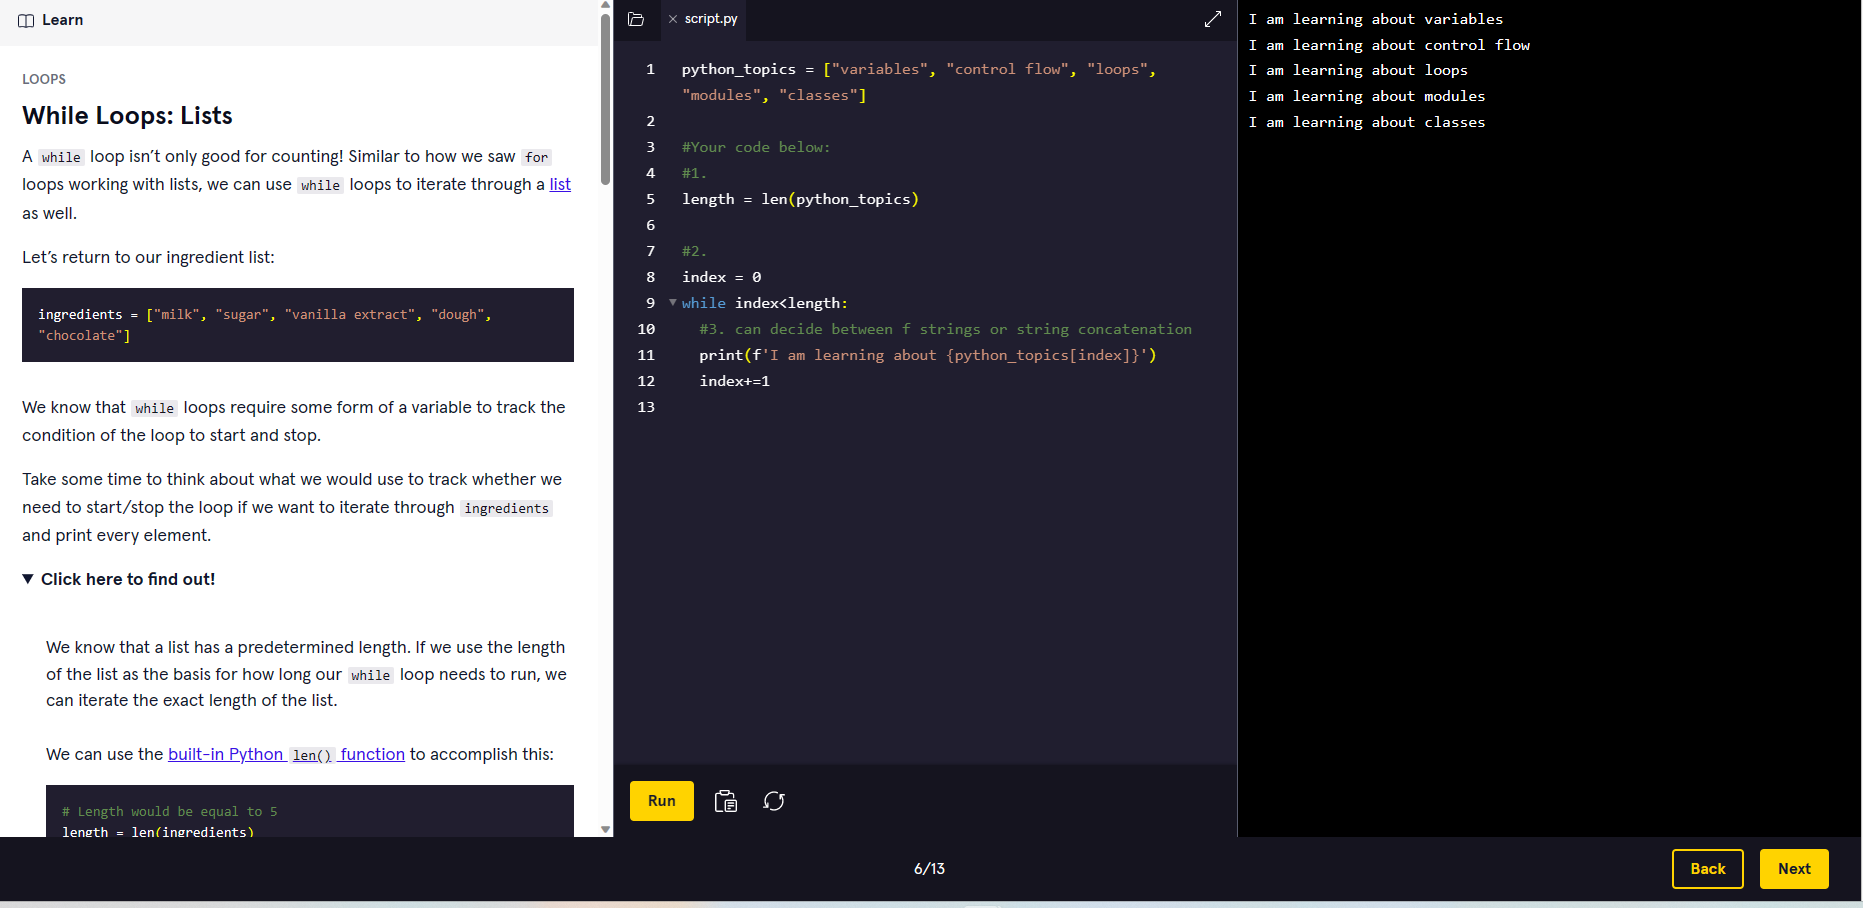 Learn
LOOPS
While Loops: Lists
A while loop isn’t only good for counting! Similar to how we saw for
loops working with lists, we can use while loops to iterate through a list
as well.
Let’s return to our ingredient list:
ingredients = ["milk", "sugar", "vanilla extract", "dough",
"chocolate"]
We know that while loops require some form of a variable to track the
condition of the loop to start and stop.
Take some time to think about what we would use to track whether we
need to start/stop the loop if we want to iterate through ingredients
and print every element.
▼ Click here to find out!
We know that a list has a predetermined length. If we use the length
of the list as the basis for how long our while loop needs to run, we
can iterate the exact length of the list.
We can use the built-in Python len() function to accomplish this:
# Length would be equal to 5
length = len(ingredients)
× script.py
1 python_topics = ["variables", "control flow", "loops",
"modules", "classes"]
2
3 #Your code below:
4 #1.
5 length = len(python_topics)
6
7 #2.
8 index = 0
9 while index<length:
10 #3. can decide between f strings or string concatenation
11 print(f'I am learning about {python_topics[index]}')
12 index+=1
13
Run
I am learning about variables
I am learning about control flow
I am learning about loops
I am learning about modules
I am learning about classes
6/13
Back
Next